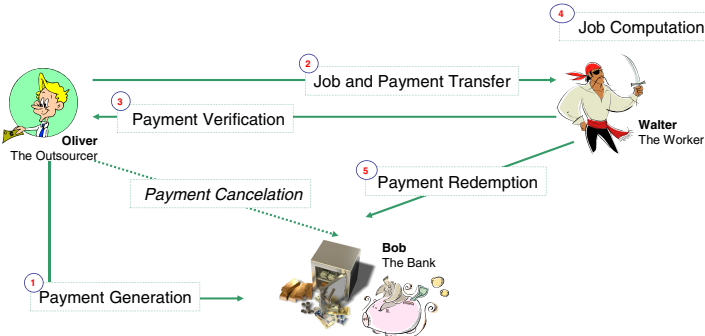 4
Job Computation
2
Job and Payment Transfer
3
Payment Verification
Oliver
The Outsourcer
Walter
The Worker
5
Payment Redemption
Payment Cancelation
Bob
The Bank
1
Payment Generation